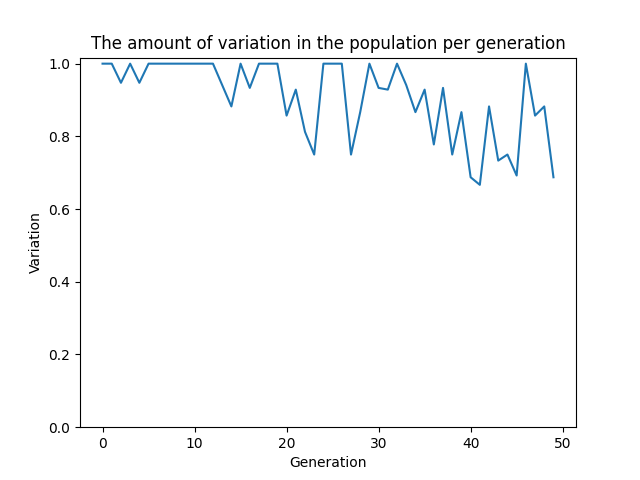 The amount of variation in the population per generation
1.0
0.8
0.6
0.4
0.2
0.0
Variation
0 10 20 30 40 50
Generation